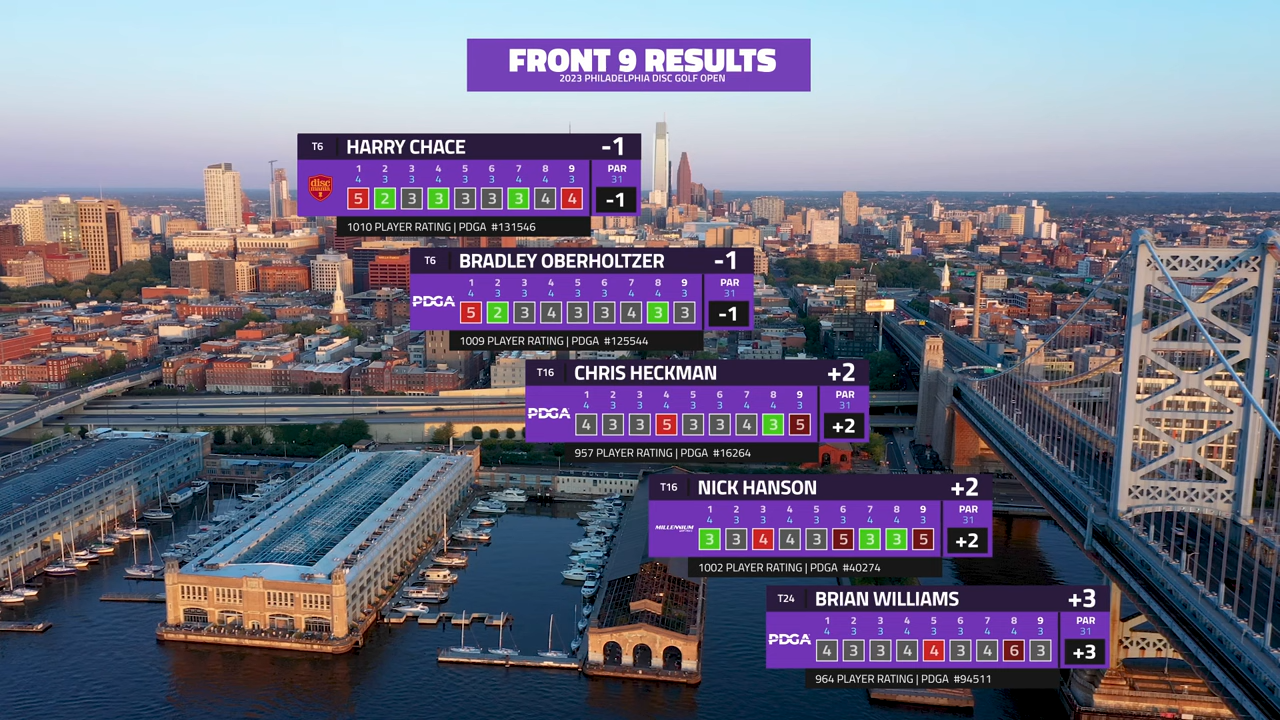 FRONT 9 RESULTS
2023 PHILADELPHIA DISC GOLF OPEN
T6 HARRY CHACE -1
1 2 3 4 5 6 7 8 9 PAR
4 3 3 4 3 3 4 4 3 31
disc mania 5 2 3 3 3 3 3 4 4 -1
1010 PLAYER RATING | PDGA #131546
T6 BRADLEY OBERHOLTZER -1
1 2 3 4 5 6 7 8 9 PAR
4 3 3 4 3 3 4 4 3 31
PDGA 5 2 3 4 3 3 4 3 3 -1
1009 PLAYER RATING | PDGA #125544
T16 CHRIS HECKMAN +2
1 2 3 4 5 6 7 8 9 PAR
4 3 3 4 3 3 4 4 3 31
PDGA 4 3 3 5 3 3 4 3 5 +2
957 PLAYER RATING | PDGA #16264
T16 NICK HANSON +2
1 2 3 4 5 6 7 8 9 PAR
4 3 3 4 3 3 4 4 3 31
MILLENNIUM 3 3 4 4 3 5 3 3 5 +2
1002 PLAYER RATING | PDGA #40274
T24 BRIAN WILLIAMS +3
1 2 3 4 5 6 7 8 9 PAR
4 3 3 4 3 3 4 4 3 31
PDGA 4 3 3 4 4 3 4 6 3 +3
964 PLAYER RATING | PDGA #94511